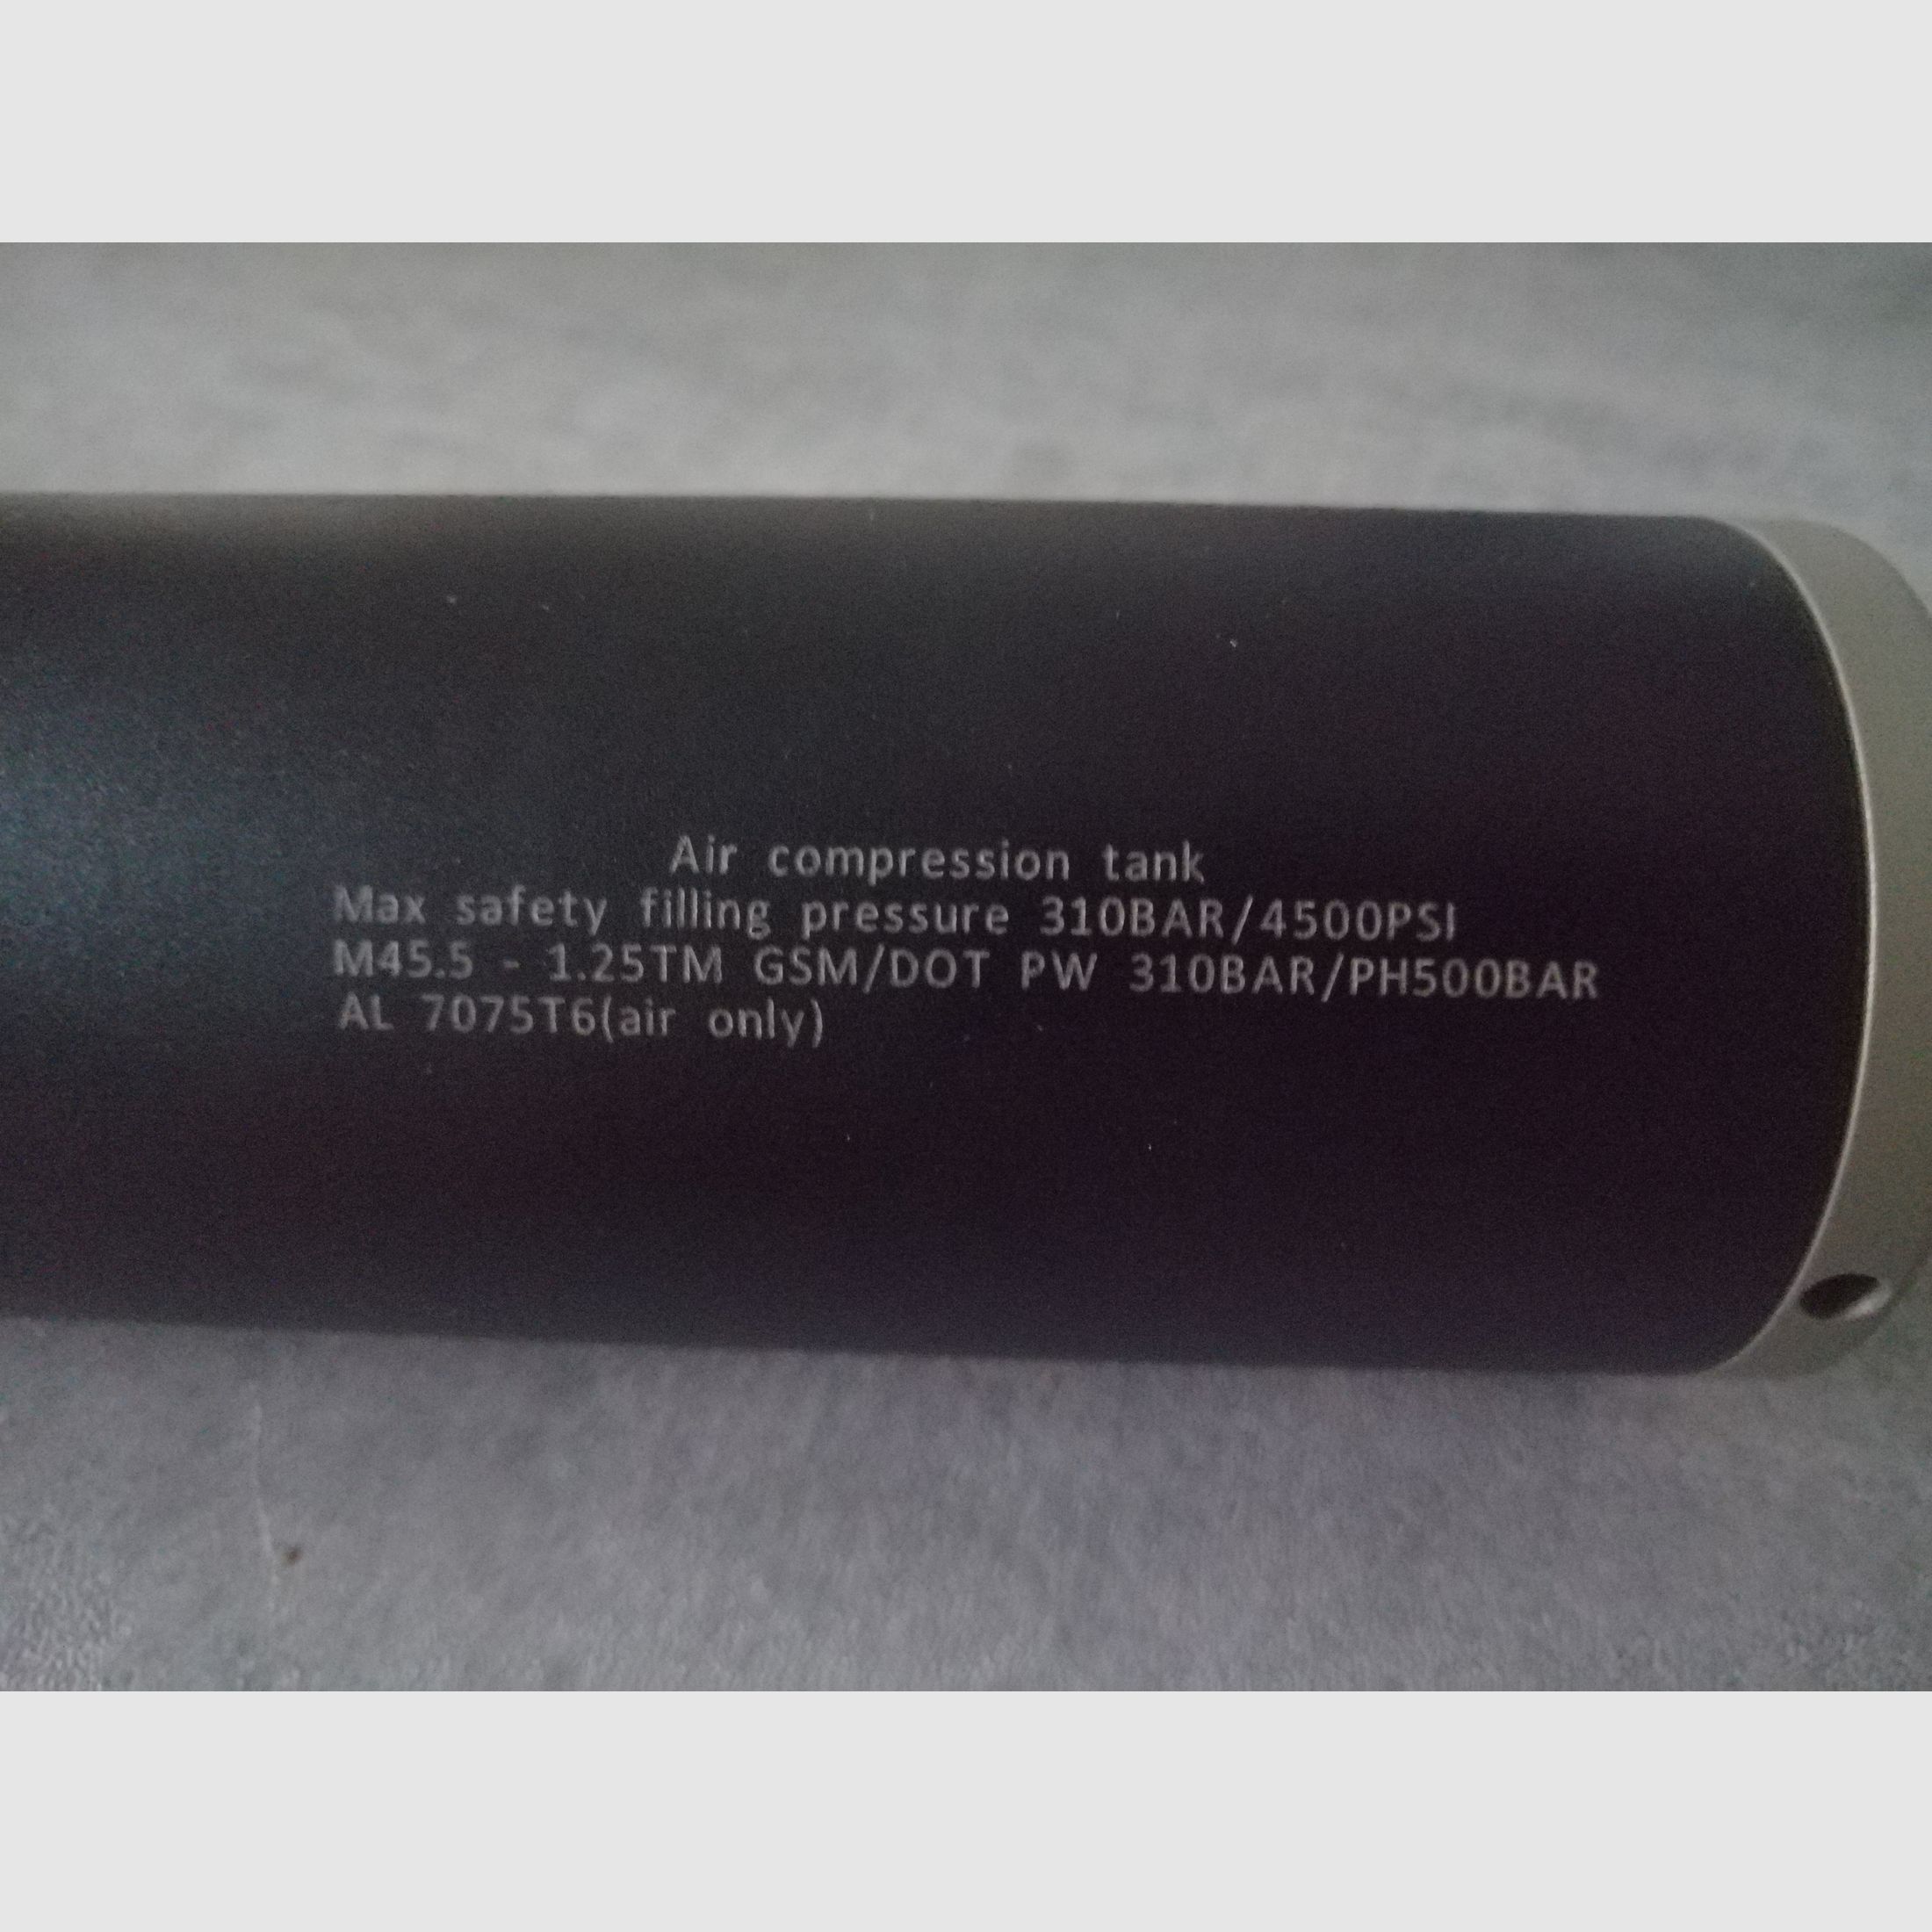 Air compression tank
Max safety filling pressure 310BAR/4500PSI
M45.5 - 1.25TM GSM/DOT PW 310BAR/PH500BAR
AL 7075T6(air only)